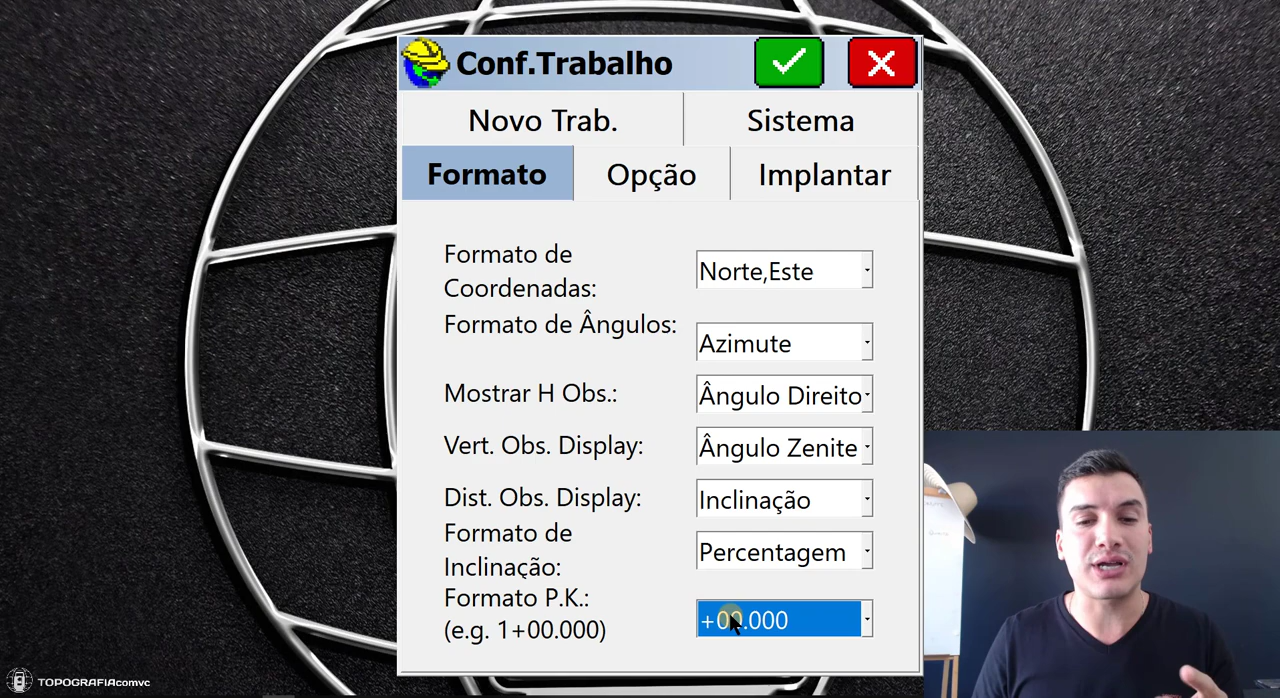 Conf.Trabalho
Novo Trab.
Sistema
Formato
Opção
Implantar
Formato de
Coordenadas:
Norte,Este
Formato de Ângulos:
Azimute
Mostrar H Obs.:
Ângulo Direito
Vert. Obs. Display:
Ângulo Zenite
Dist. Obs. Display:
Inclinação
Formato de
Inclinação:
Percentagem
Formato P.K.:
(e.g. 1+00.000)
+00.000
TOPOGRAFIAcomvc